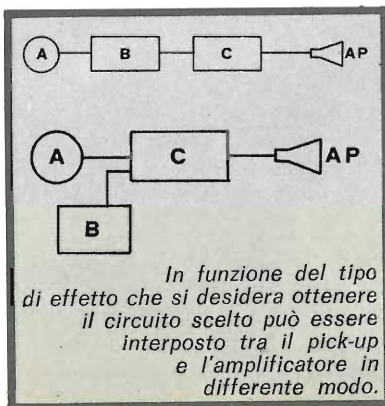 A B C AP
A C AP
B
In funzione del tipo
di effetto che si desidera ottenere
il circuito scelto può essere
interposto tra il pick-up
e l'amplificatore in
differente modo.